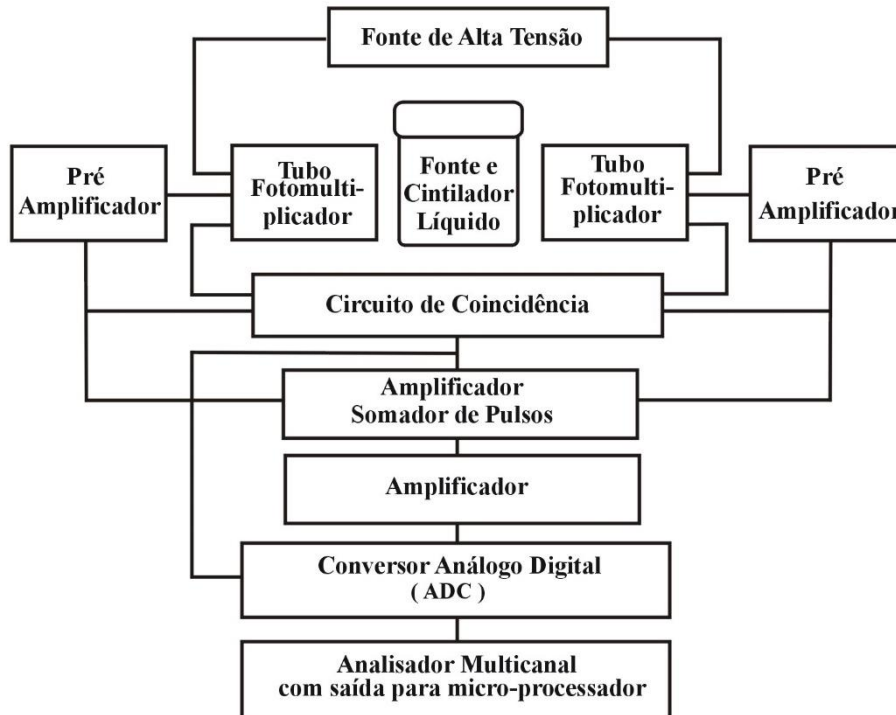 Fonte de Alta Tensão
Pré
Amplificador
Tubo
Fotomulti-
plicador
Fonte e
Cintilador
Líquido
Tubo
Fotomulti-
plicador
Pré
Amplificador
Circuito de Coincidência
Amplificador
Somador de Pulsos
Amplificador
Conversor Análogo Digital
( ADC )
Analisador Multicanal
com saída para micro-processador